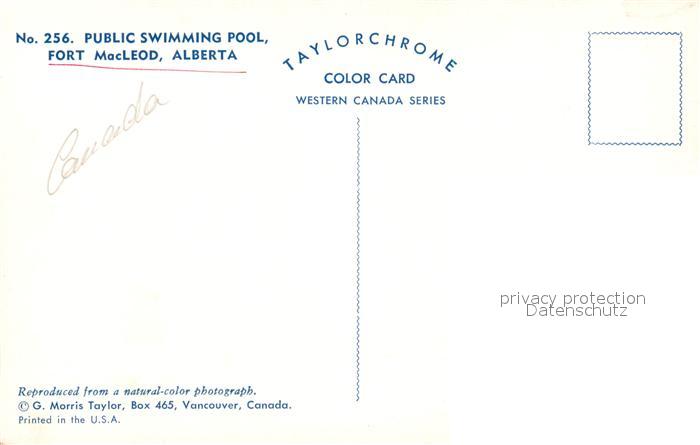 No. 256. PUBLIC SWIMMING POOL,
FORT MacLEOD, ALBERTA
Canada
TAYLORCHROME
COLOR CARD
WESTERN CANADA SERIES
privacy protection
Datenschutz
Reproduced from a natural-color photograph.
© G. Morris Taylor, Box 465, Vancouver, Canada.
Printed in the U.S.A.